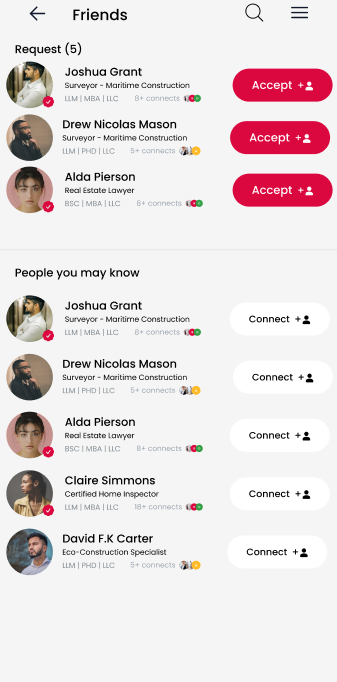 Friends
Request (5)
Joshua Grant
Surveyor - Maritime Construction
LLM | MBA | LLC 8+ connects
Accept +
Drew Nicolas Mason
Surveyor - Maritime Construction
LLM | PHD | LLC 5+ connects
Accept +
Alda Pierson
Real Estate Lawyer
BSC | MBA | LLC 8+ connects
Accept +
People you may know
Joshua Grant
Surveyor - Maritime Construction
LLM | MBA | LLC 8+ connects
Connect +
Drew Nicolas Mason
Surveyor - Maritime Construction
LLM | PHD | LLC 5+ connects
Connect +
Alda Pierson
Real Estate Lawyer
BSC | MBA | LLC 8+ connects
Connect +
Claire Simmons
Certified Home Inspector
LLM | MBA | LLC 18+ connects
Connect +
David F.K Carter
Eco-Construction Specialist
LLM | PHD | LLC 5+ connects
Connect +